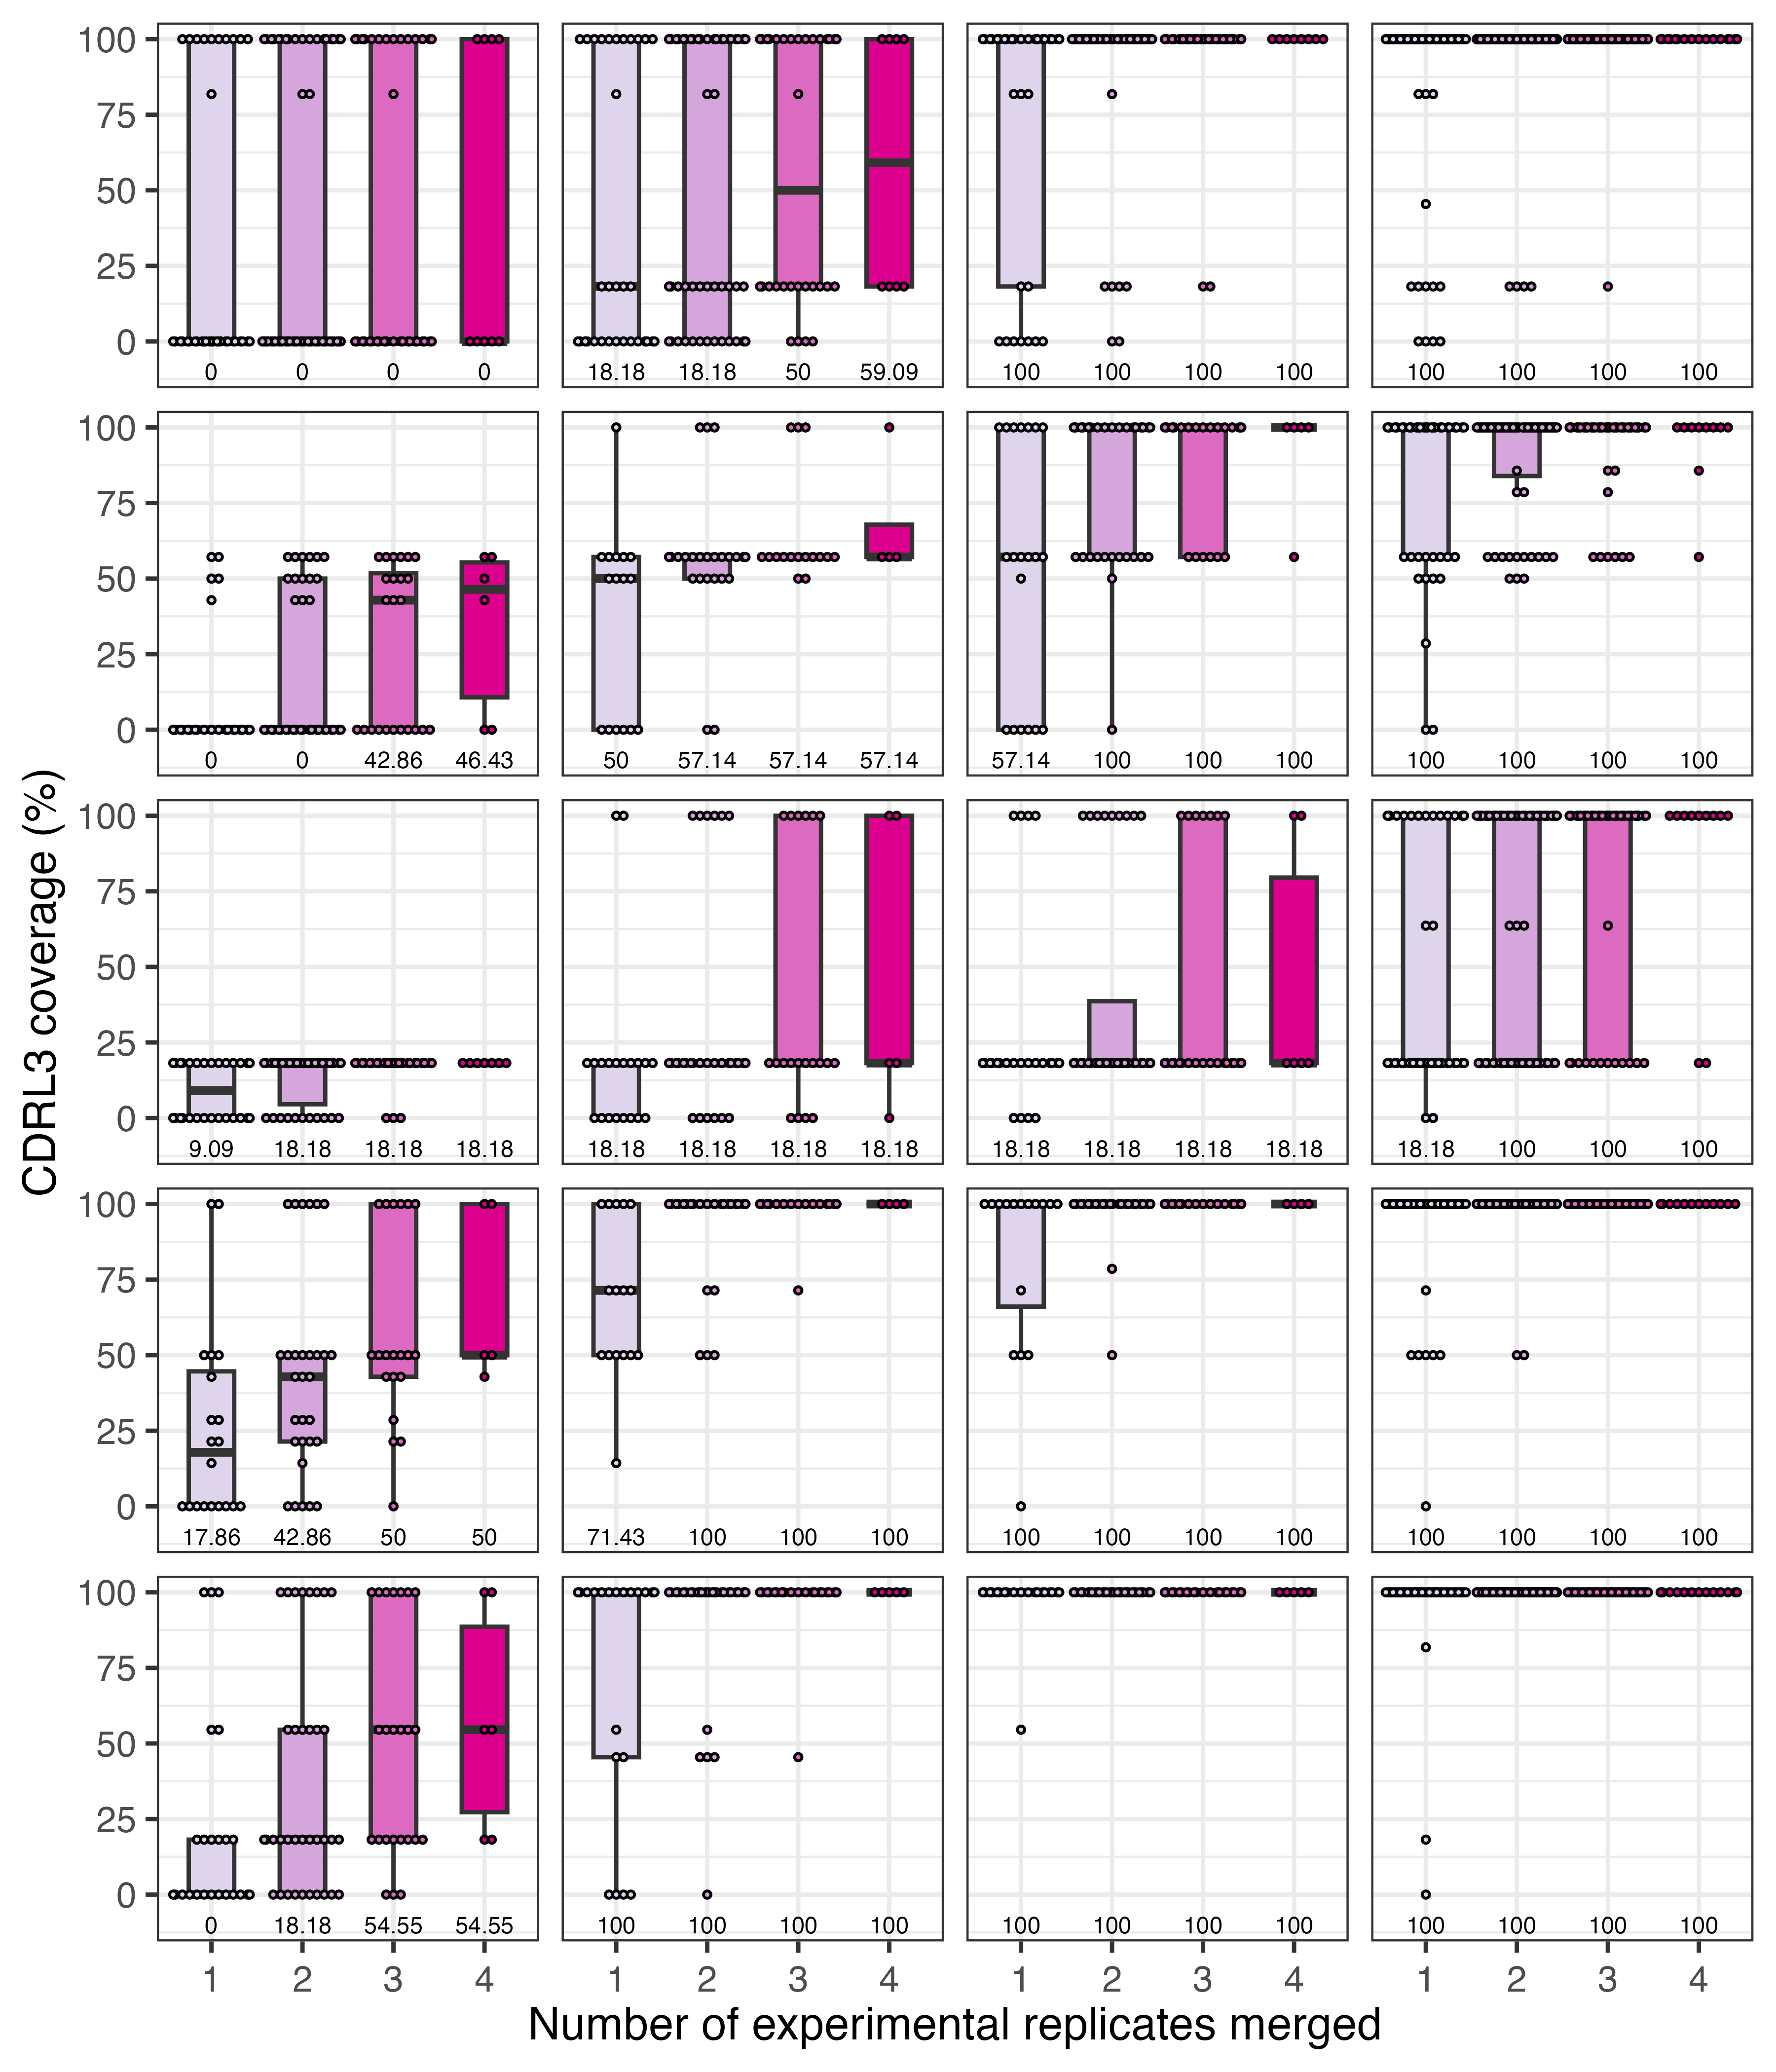 CDRL3 coverage (%)
100
75
50
25
0
0 0 0 0
18.18 18.18 50 59.09
100 100 100 100
100 100 100 100
100
75
50
25
0
0 0 42.86 46.43
50 57.14 57.14 57.14
57.14 100 100 100
100 100 100 100
100
75
50
25
0
9.09 18.18 18.18 18.18
18.18 18.18 18.18 18.18
18.18 18.18 18.18 18.18
18.18 100 100 100
100
75
50
25
0
17.86 42.86 50 50
71.43 100 100 100
100 100 100 100
100 100 100 100
100
75
50
25
0
0 18.18 54.55 54.55
100 100 100 100
100 100 100 100
100 100 100 100
1 2 3 4
1 2 3 4
1 2 3 4
1 2 3 4
Number of experimental replicates merged